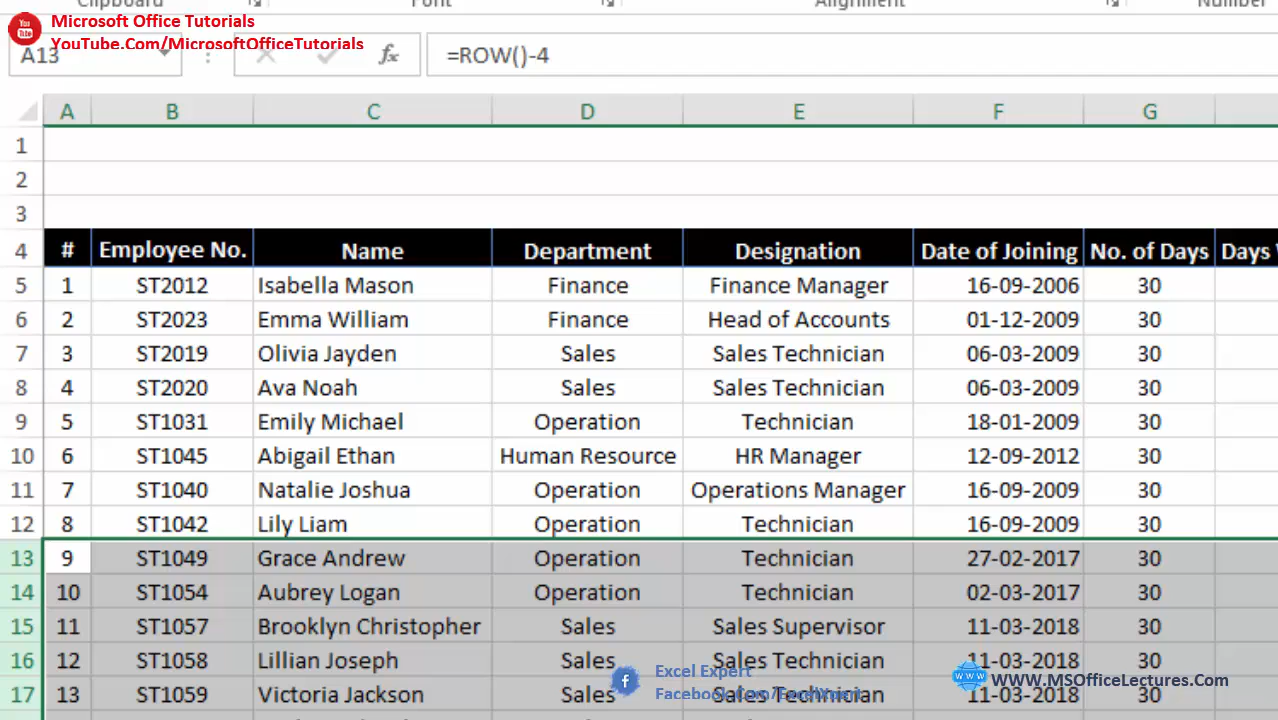 Clipboard Font Alignment Number
Microsoft Office Tutorials
YouTube.Com/MicrosoftOfficeTutorials
You Tube
A13 fx =ROW()-4
A B C D E F G
1
2
3
4 # Employee No. Name Department Designation Date of Joining No. of Days Days
5 1 ST2012 Isabella Mason Finance Finance Manager 16-09-2006 30
6 2 ST2023 Emma William Finance Head of Accounts 01-12-2009 30
7 3 ST2019 Olivia Jayden Sales Sales Technician 06-03-2009 30
8 4 ST2020 Ava Noah Sales Sales Technician 06-03-2009 30
9 5 ST1031 Emily Michael Operation Technician 18-01-2009 30
10 6 ST1045 Abigail Ethan Human Resource HR Manager 12-09-2012 30
11 7 ST1040 Natalie Joshua Operation Operations Manager 16-09-2009 30
12 8 ST1042 Lily Liam Operation Technician 16-09-2009 30
13 9 ST1049 Grace Andrew Operation Technician 27-02-2017 30
14 10 ST1054 Aubrey Logan Operation Technician 02-03-2017 30
15 11 ST1057 Brooklyn Christopher Sales Sales Supervisor 11-03-2018 30
16 12 ST1058 Lillian Joseph Sales Sales Technician 11-03-2018 30
17 13 ST1059 Victoria Jackson Sales Sales Technician 11-03-2018 30
f Excel Expert
Facebook.Com/ExcelXpert
WWW WWW.MSOfficeLectures.Com